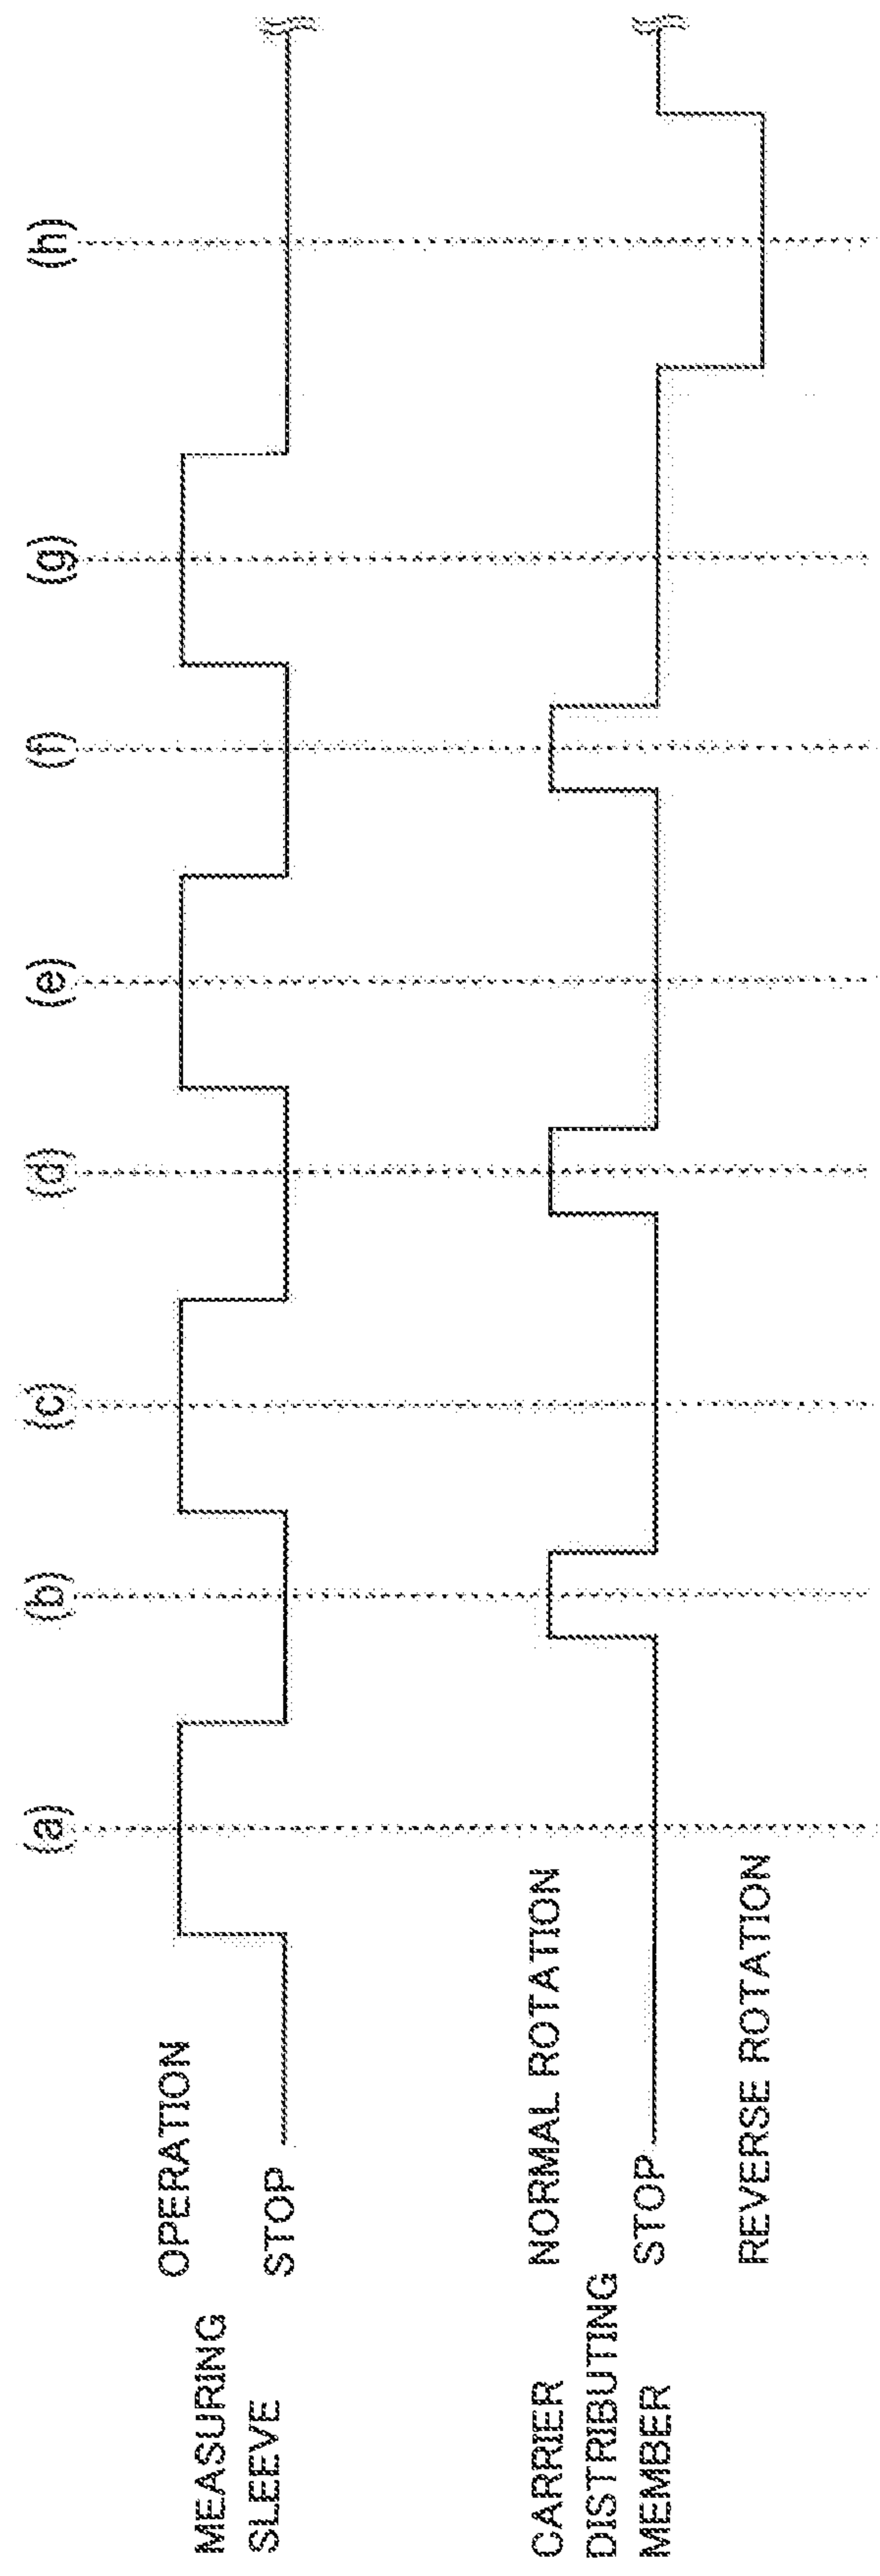 (a) (b) (c) (d) (e) (f) (g) (h)
MEASURING
SLEEVE
OPERATION
STOP
CARRIER
DISTRIBUTING
MEMBER
NORMAL ROTATION
STOP
REVERSE ROTATION